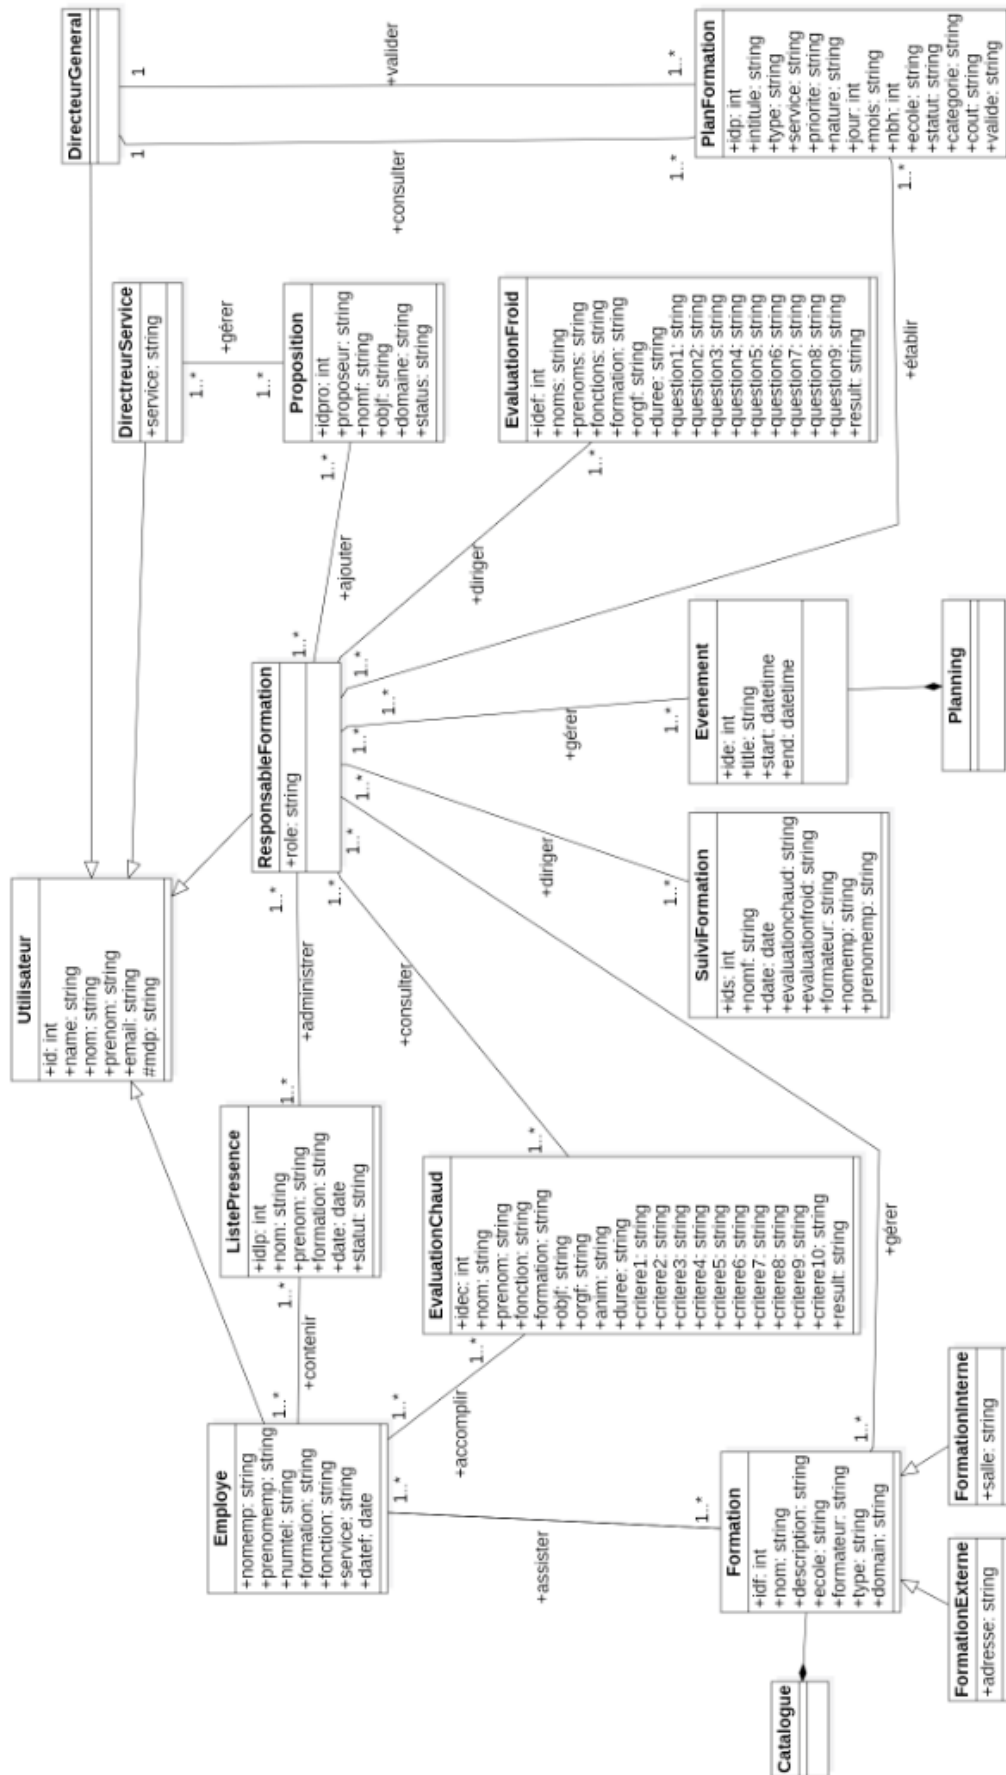 Utilisateur
+id: int
+name: string
+nom: string
+prenom: string
+email: string
#mdp: string
DirecteurGeneral
1
1
+valider
+consulter
1..*
1..*
PlanFormation
+idp: int
+intitule: string
+type: string
+service: string
+priorite: string
+nature: string
+jour: int
+mois: string
+nbh: int
+ecole: string
+statut: string
+categorie: string
+cout: string
+valide: string
1..*
+établir
DirectreurService
+service: string
1..*
+gérer
1..*
Proposition
+idpro: int
+proposeur: string
+nomf: string
+objf: string
+domaine: string
+status: string
1..*
+ajouter
1..*
ResponsableFormation
+role: string
1..*
1..*
1..*
1..*
1..*
1..*
1..*
EvaluationFroid
+idef: int
+noms: string
+prenoms: string
+fonctions: string
+formation: string
+orgf: string
+duree: string
+question1: string
+question2: string
+question3: string
+question4: string
+question5: string
+question6: string
+question7: string
+question8: string
+question9: string
+result: string
1..*
+diriger
Evenement
+ide: int
+title: string
+start: datetime
+end: datetime
1..*
+gérer
Planning
SuiviFormation
+ids: int
+nomf: string
+date: date
+evaluationchaud: string
+evaluationfroid: string
+formateur: string
+nomemp: string
+prenomemp: string
1..*
+diriger
+administrer
1..*
ListePresence
+idlp: int
+nom: string
+prenom: string
+formation: string
+date: date
+statut: string
1..*
+contenir
1..*
+consulter
1..*
EvaluationChaud
+idec: int
+nom: string
+prenom: string
+fonction: string
+formation: string
+objf: string
+orgf: string
+anim: string
+duree: string
+critere1: string
+critere2: string
+critere3: string
+critere4: string
+critere5: string
+critere6: string
+critere7: string
+critere8: string
+critere9: string
+critere10: string
+result: string
1..*
+accomplir
1..*
Employe
+nomemp: string
+prenomemp: string
+numtel: string
+formation: string
+fonction: string
+service: string
+datef: date
1..*
+assister
1..*
+gérer
1..*
Formation
+idf: int
+nom: string
+description: string
+ecole: string
+formateur: string
+type: string
+domain: string
Catalogue
FormationExterne
+adresse: string
FormationInterne
+salle: string